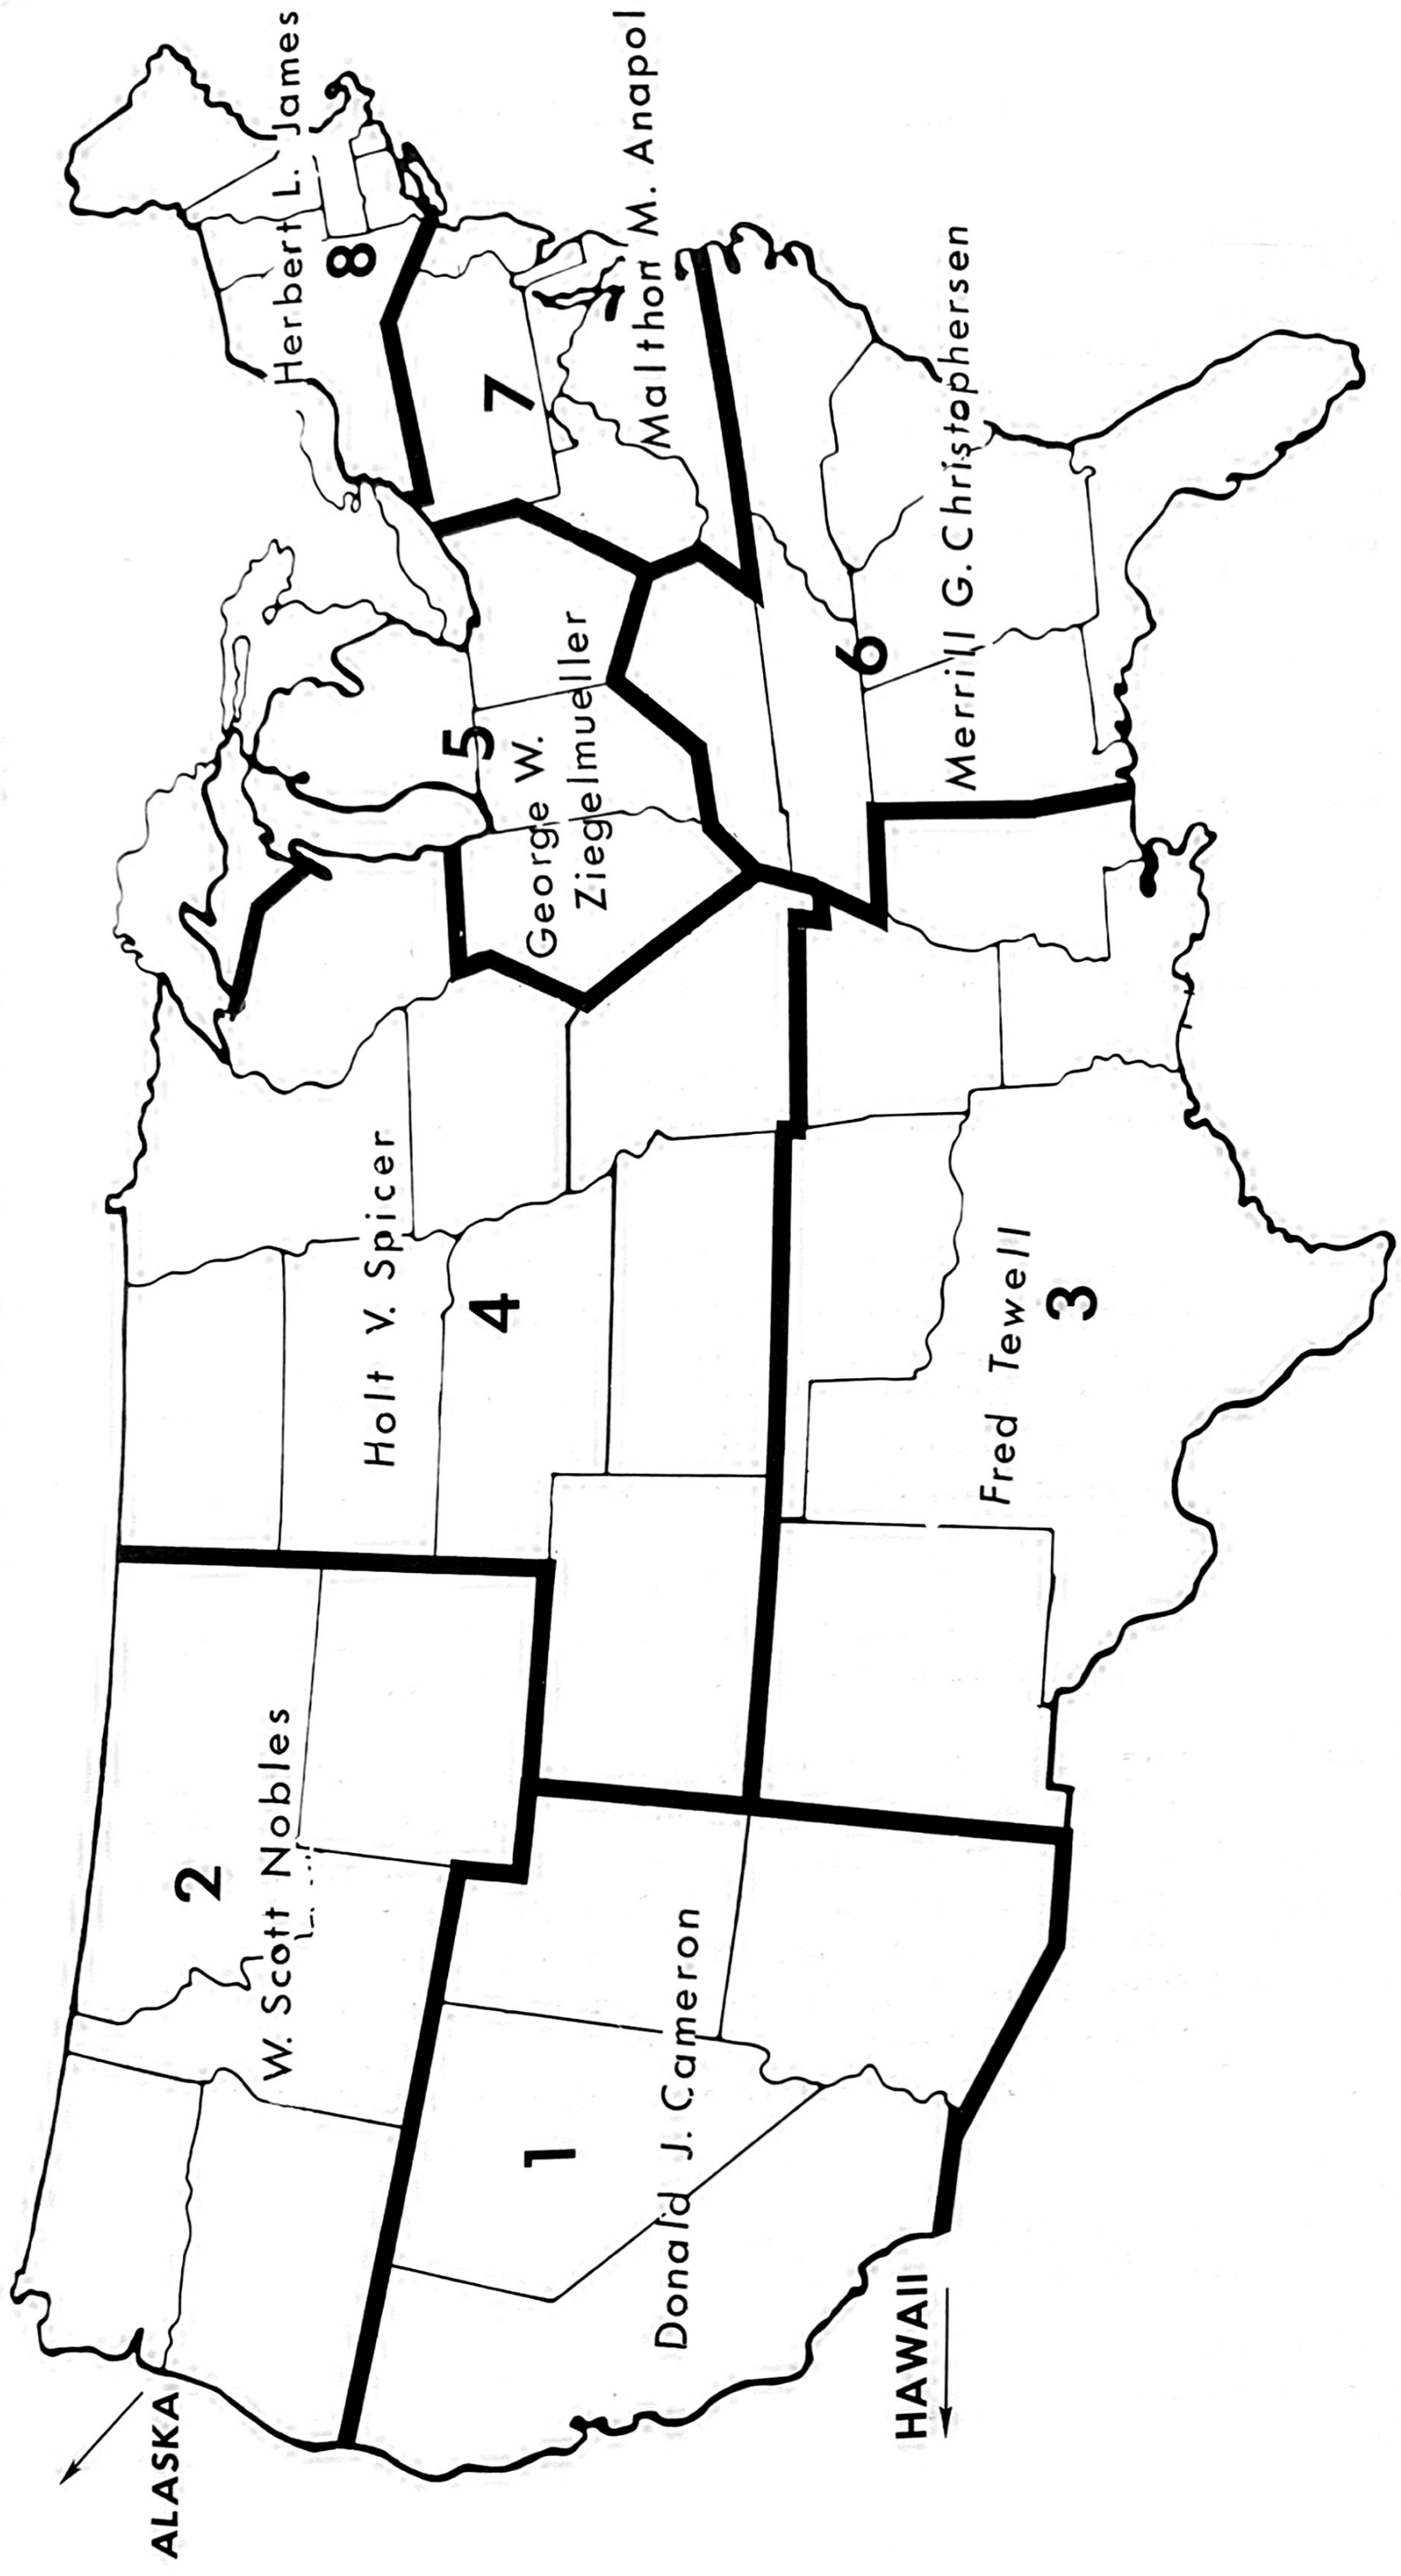 ALASKA
HAWAII
1
Donald J. Cameron
2
W. Scott Nobles
3
Fred Tewell
4
Holt V. Spicer
5
George W.
Ziegelmueller
6
Merrill G. Christophersen
7
Malthon M. Anapol
8
Herbert L. James